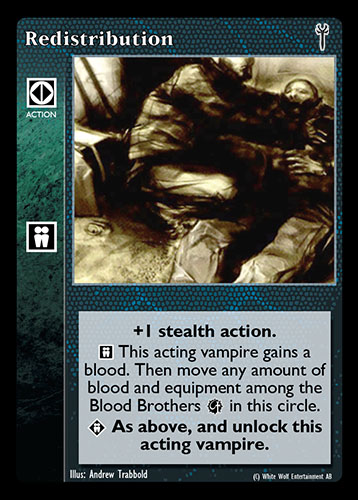 Redistribution
ACTION
+1 stealth action.
This acting vampire gains a
blood. Then move any amount of
blood and equipment among the
Blood Brothers in this circle.
As above, and unlock this
acting vampire.
Illus: Andrew Trabbold
(C) White Wolf Entertainment AB